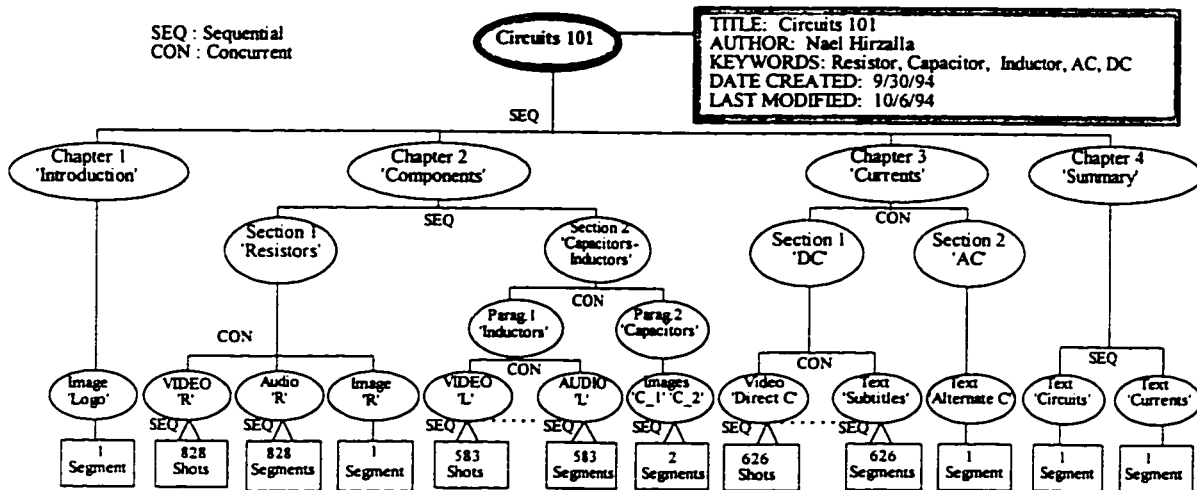 SEQ : Sequential
CON : Concurrent
Circuits 101
TITLE: Circuits 101
AUTHOR: Nael Hirzalla
KEYWORDS: Resistor, Capacitor, Inductor, AC, DC
DATE CREATED: 9/30/94
LAST MODIFIED: 10/6/94
SEQ
Chapter 1
'Introduction'
Chapter 2
'Components'
Chapter 3
'Currents'
Chapter 4
'Summary'
SEQ
CON
Section 1
'Resistors'
Section 2
'Capacitors-
Inductors'
Section 1
'DC'
Section 2
'AC'
CON
Parag.1
'Inductors'
Parag.2
'Capacitors'
CON
CON
CON
SEQ
Image
'Logo'
VIDEO
'R'
Audio
'R'
Image
'R'
VIDEO
'L'
AUDIO
'L'
Images
'C_1' 'C_2'
Video
'Direct C'
Text
'Subtitles'
Text
'Alternate C'
Text
'Circuits'
Text
'Currents'
SEQ
SEQ
SEQ
SEQ
SEQ
SEQ
SEQ
1
Segment
828
Shots
828
Segments
1
Segment
583
Shots
583
Segments
2
Segments
626
Shots
626
Segments
1
Segment
1
Segment
1
Segment